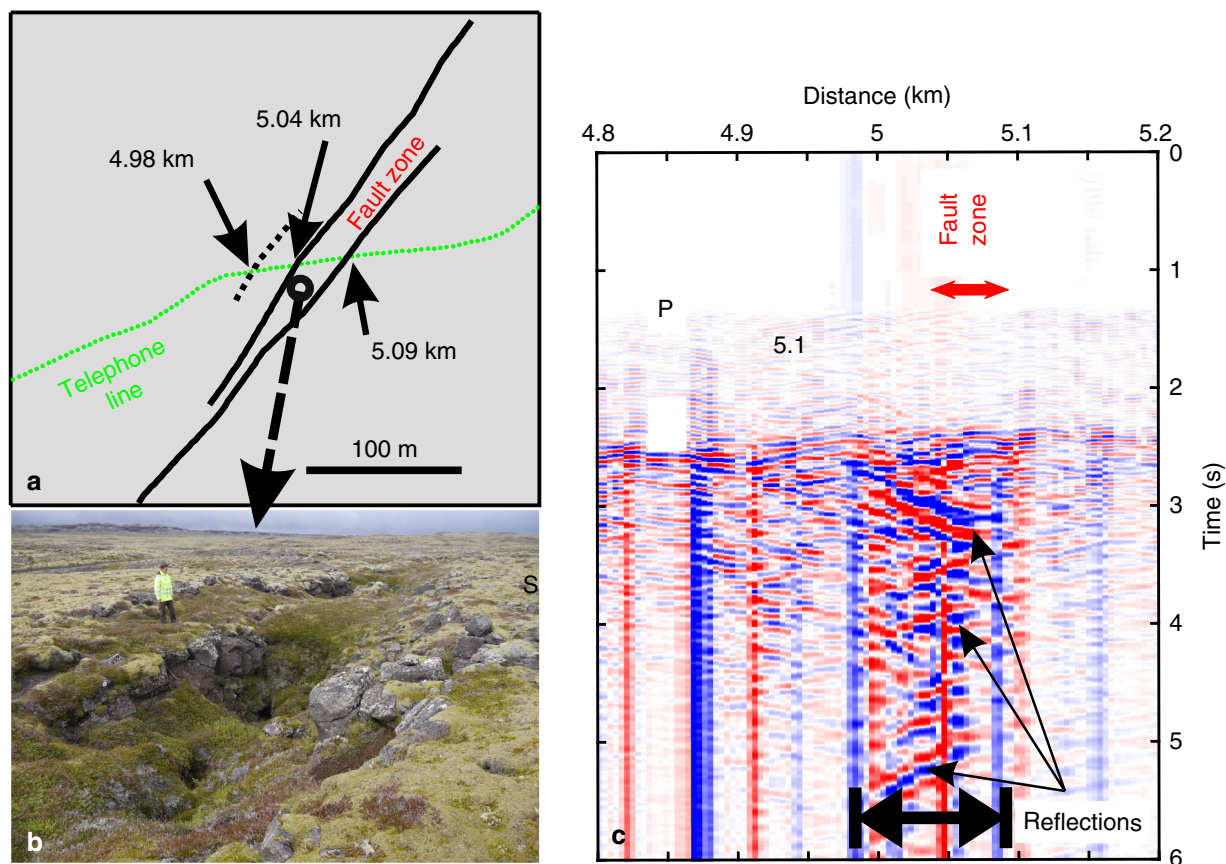 5.04 km
4.98 km
Fault zone
5.09 km
Telephone
line
100 m
a
S
b
Distance (km)
4.8 4.9 5 5.1 5.2
0
Fault
zone
1
P
5.1
2
3
Time (s)
4
5
Reflections
c
6